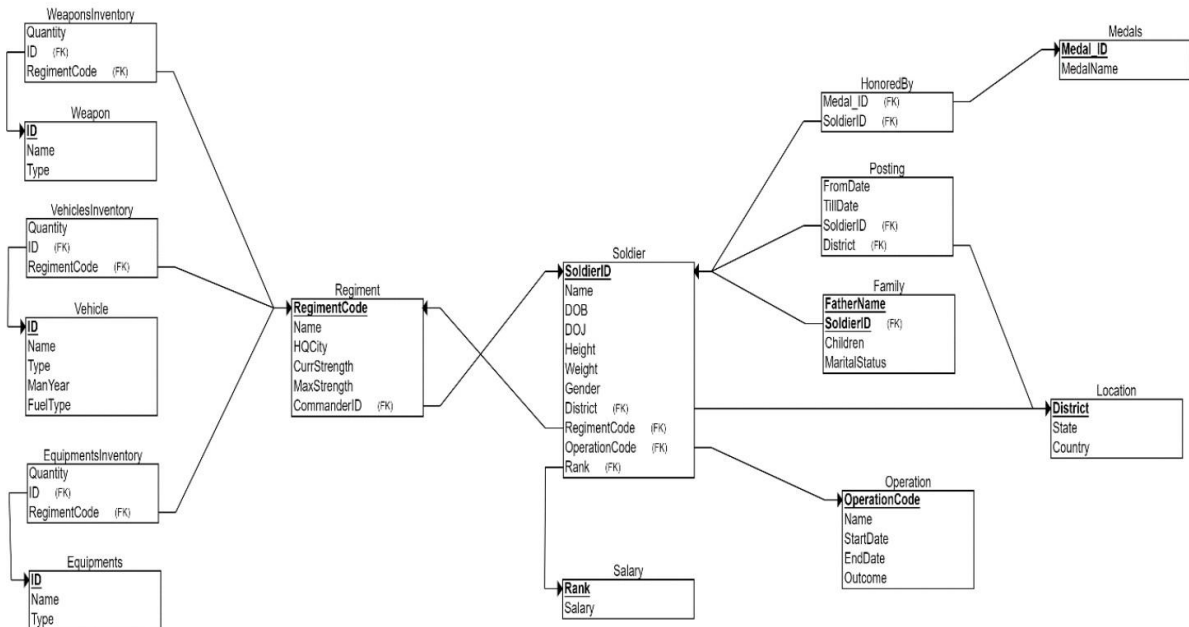 WeaponsInventory
Quantity
ID (FK)
RegimentCode (FK)
Weapon
ID
Name
Type
VehiclesInventory
Quantity
ID (FK)
RegimentCode (FK)
Vehicle
ID
Name
Type
ManYear
FuelType
EquipmentsInventory
Quantity
ID (FK)
RegimentCode (FK)
Equipments
ID
Name
Type
Regiment
RegimentCode
Name
HQCity
CurrStrength
MaxStrength
CommanderID (FK)
Soldier
SoldierID
Name
DOB
DOJ
Height
Weight
Gender
District (FK)
RegimentCode (FK)
OperationCode (FK)
Rank (FK)
Salary
Rank
Salary
HonoredBy
Medal_ID (FK)
SoldierID (FK)
Posting
FromDate
TillDate
SoldierID (FK)
District (FK)
Family
FatherName
SoldierID (FK)
Children
MaritalStatus
Operation
OperationCode
Name
StartDate
EndDate
Outcome
Medals
Medal_ID
MedalName
Location
District
State
Country